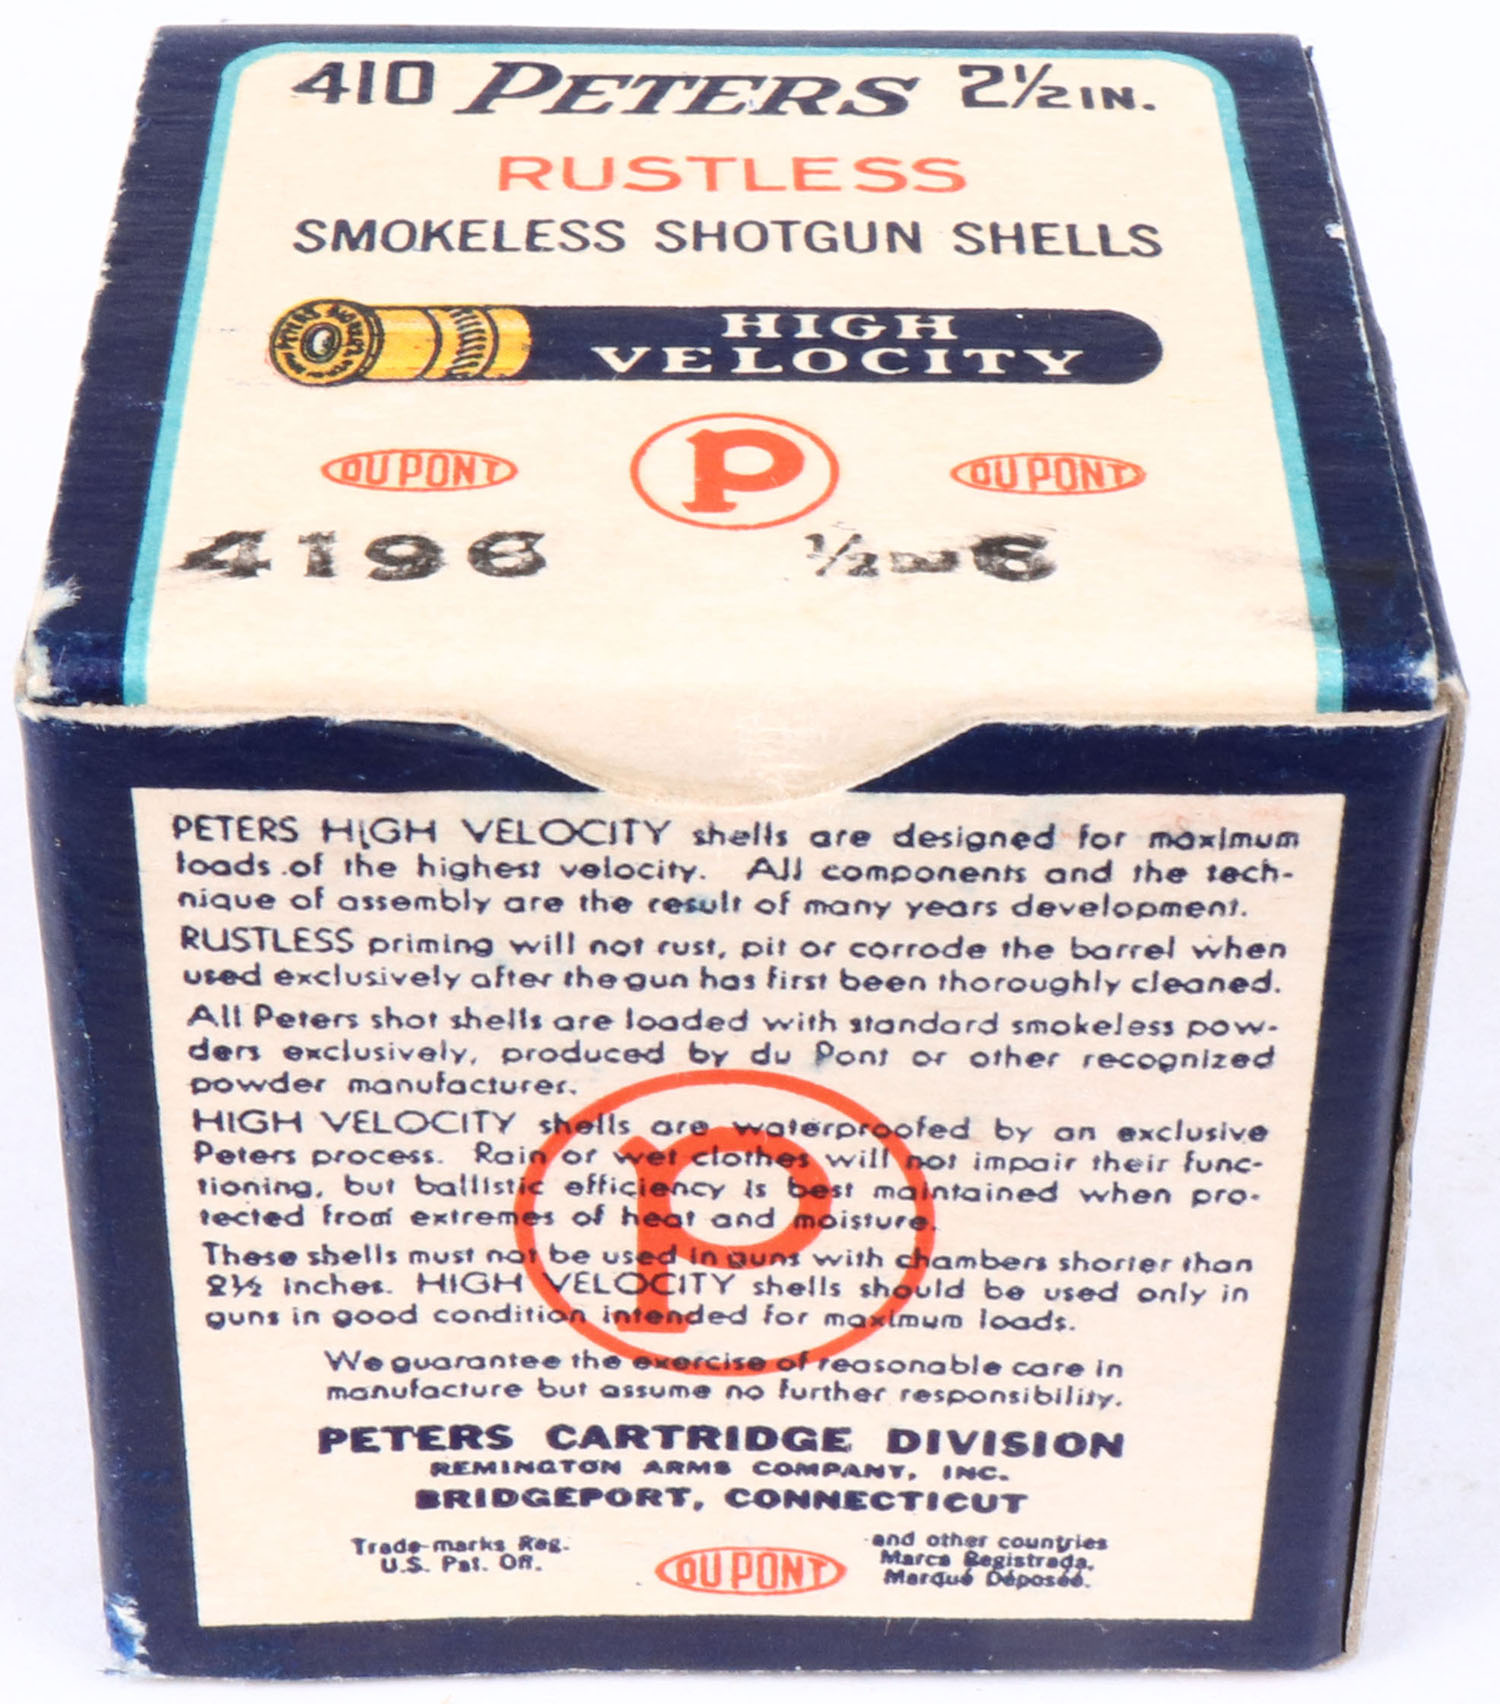 410 PETERS 2½ IN.
RUSTLESS
SMOKELESS SHOTGUN SHELLS
HIGH
VELOCITY
DU PONT P DU PONT
4196 ½ 6
PETERS HIGH VELOCITY shells are designed for maximum
loads of the highest velocity. All components and the tech-
nique of assembly are the result of many years development.
RUSTLESS priming will not rust, pit or corrode the barrel when
used exclusively after the gun has first been thoroughly cleaned.
All Peters shot shells are loaded with standard smokeless pow-
ders exclusively, produced by du Pont or other recognized
powder manufacturer.
HIGH VELOCITY shells are waterproofed by an exclusive
Peters process. Rain or wet clothes will not impair their func-
tioning, but ballistic efficiency is best maintained when pro-
tected from extremes of heat and moisture.
These shells must not be used in guns with chambers shorter than
2½ inches. HIGH VELOCITY shells should be used only in
guns in good condition intended for maximum loads.
We guarantee the exercise of reasonable care in
manufacture but assume no further responsibility.
P
PETERS CARTRIDGE DIVISION
REMINGTON ARMS COMPANY, INC.
BRIDGEPORT, CONNECTICUT
Trade-marks Reg.
U.S. Pat. Off.
DU PONT
and other countries
Marca Registrada.
Marqué Déposée.